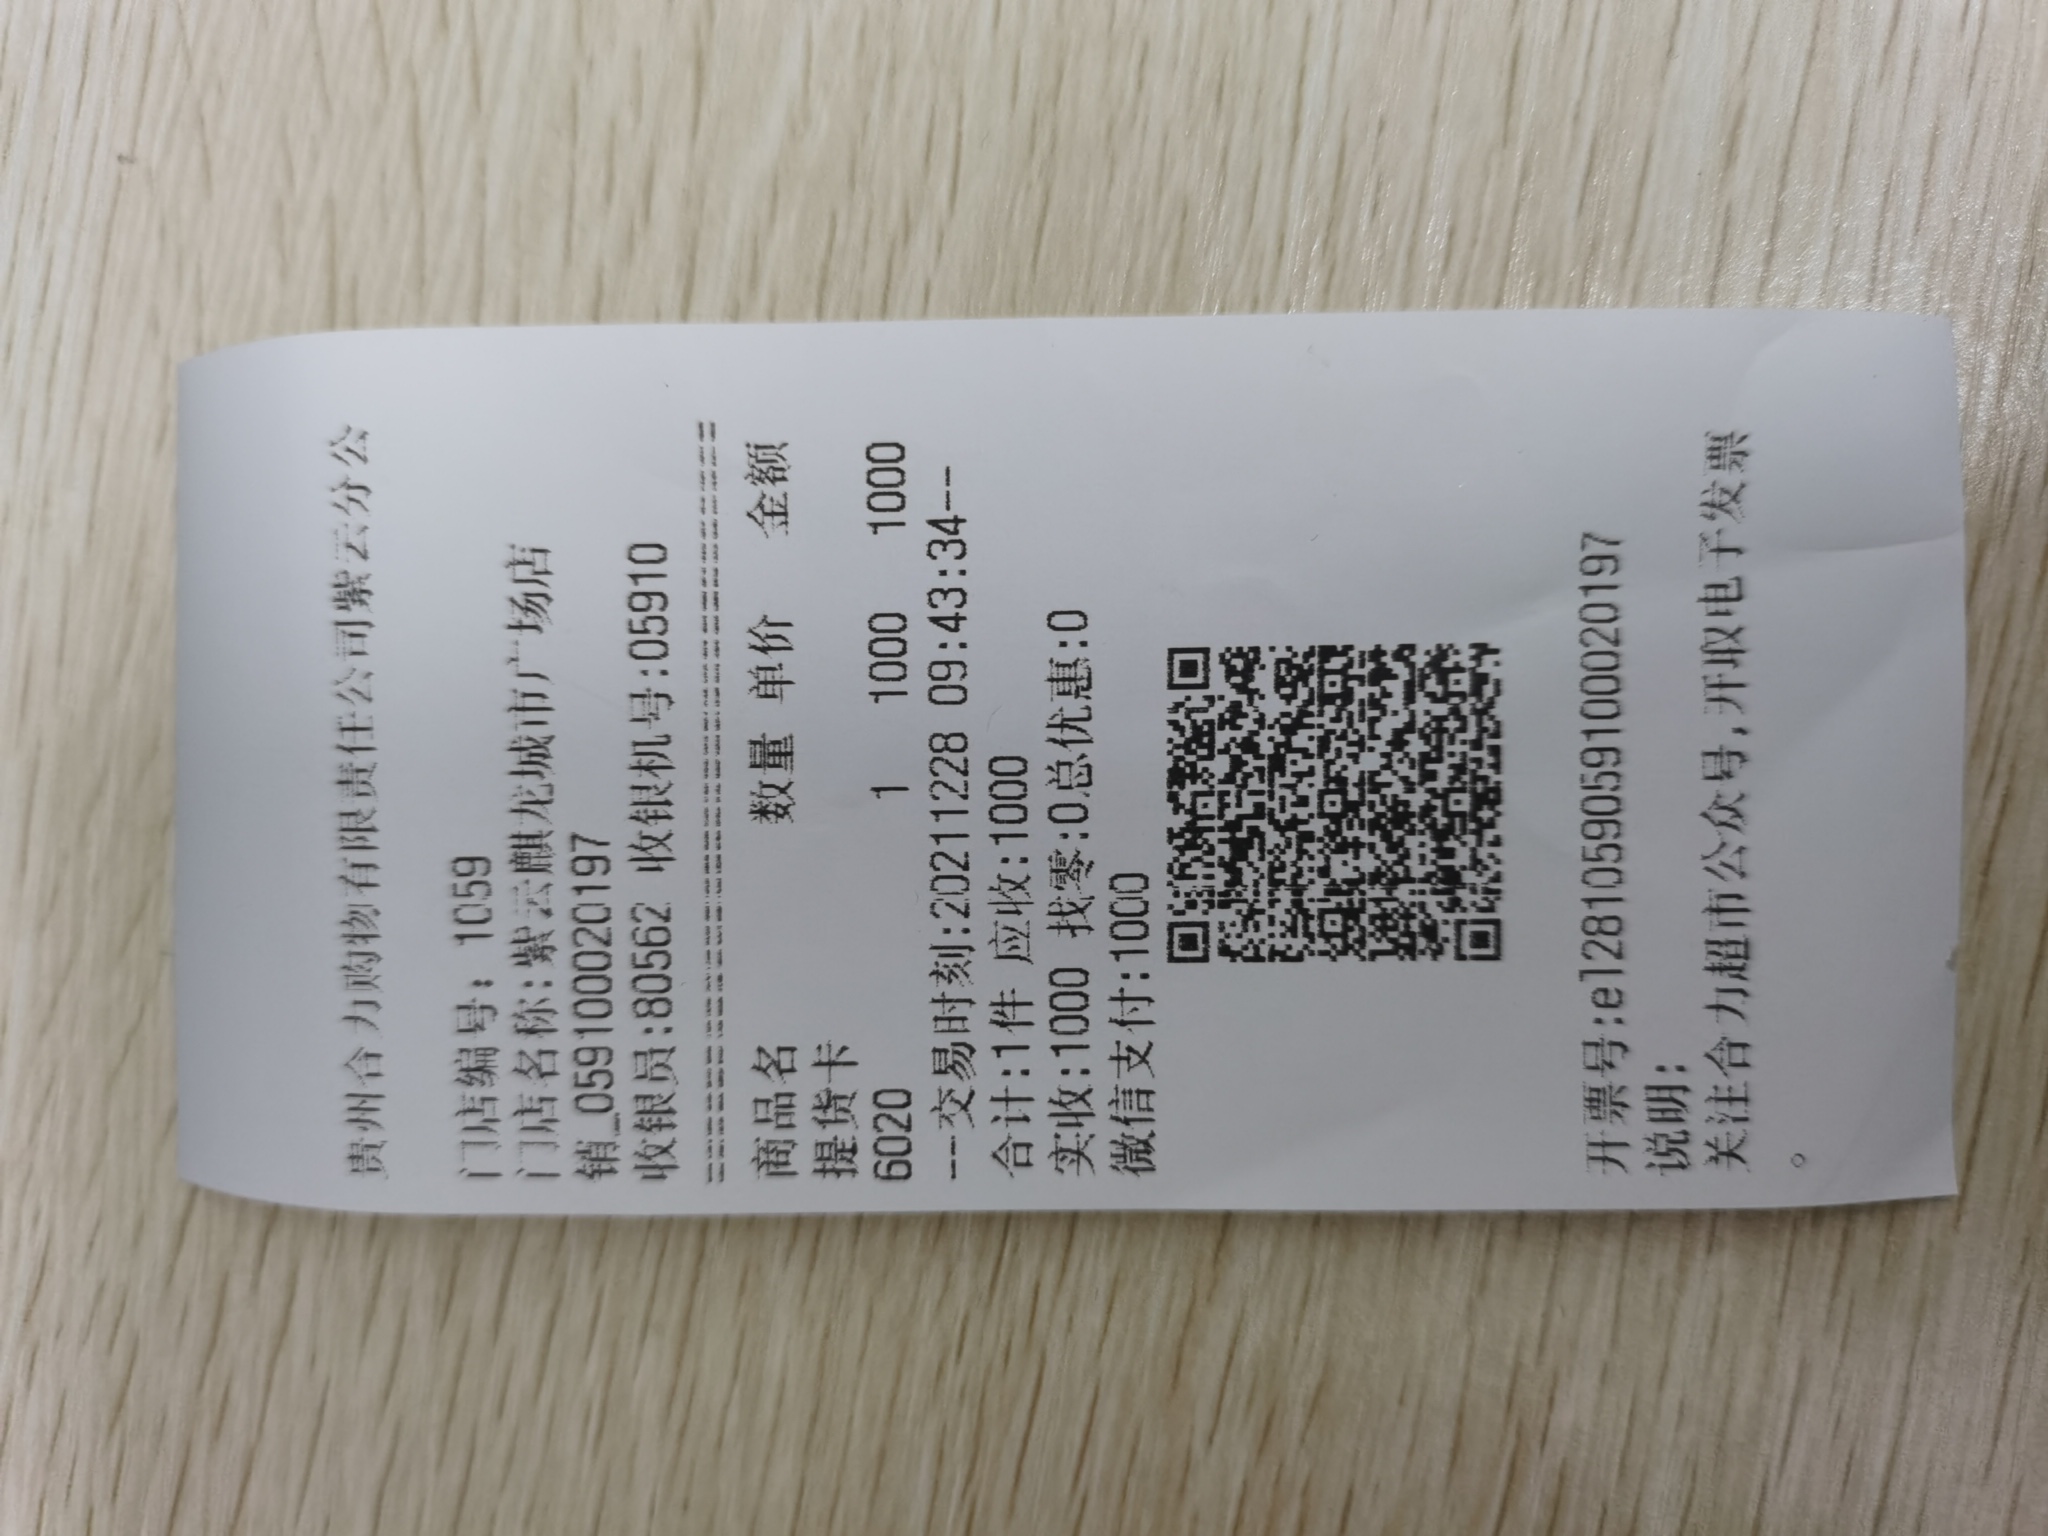 贵州合力购物有限责任公司紫云分公
门店编号: 1059
门店名称:紫云麒龙城市广场店
销_0591000020197
收银员:80562 收银机号:05910
==========================================
商品名 数量 单价 金额
提货卡
6020 1 1000 1000
--交易时刻:20211228 09:43:34--
合计:1件 应收:1000
实收:1000 找零:0总优惠:0
微信支付:1000
开票号:e12810590591000020197
说明:
关注合力超市公众号,开取电子发票
。